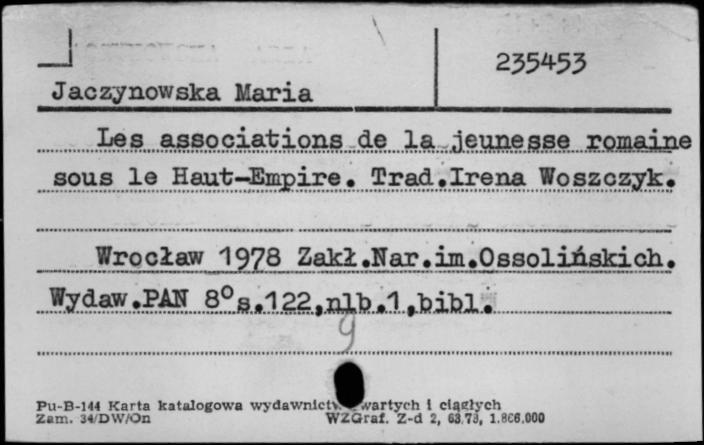 235453
Jaczynowska Maria
Les associations de la jeunesse romaine
sous le Haut-Empire. Trad.Irena Woszczyk.
Wrocław 1978 Zakł.Nar.im.Ossolińskich.
Wydaw.PAN 8° s.122,nlb.1,bibl.
9
Pu-B-144 Karta katalogowa wydawnictw zwartych i ciągłych
Zam. 34/DW/On WZGraf. Z-d 2, 63,73, 1.866.000